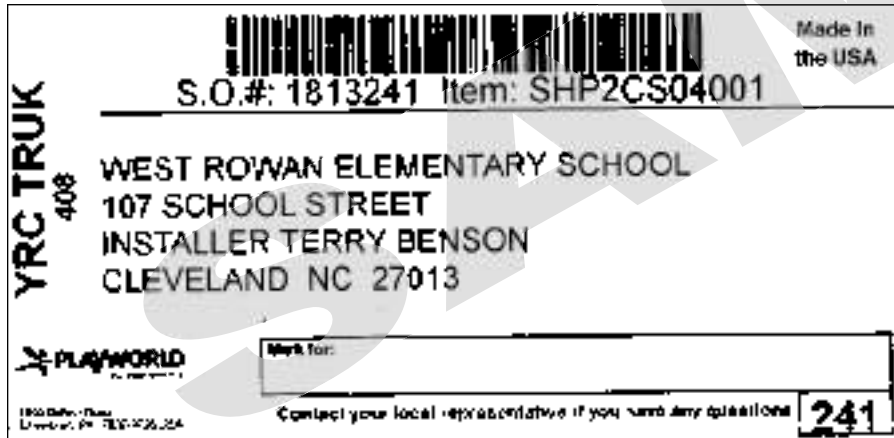 Made in
the USA
S.O.#: 1813241 Item: SHP2CS04001
YRC TRUK
408
WEST ROWAN ELEMENTARY SCHOOL
107 SCHOOL STREET
INSTALLER TERRY BENSON
CLEVELAND NC 27013
PLAYWORLD
Mark for:
Contact your local representative if you have any questions
241